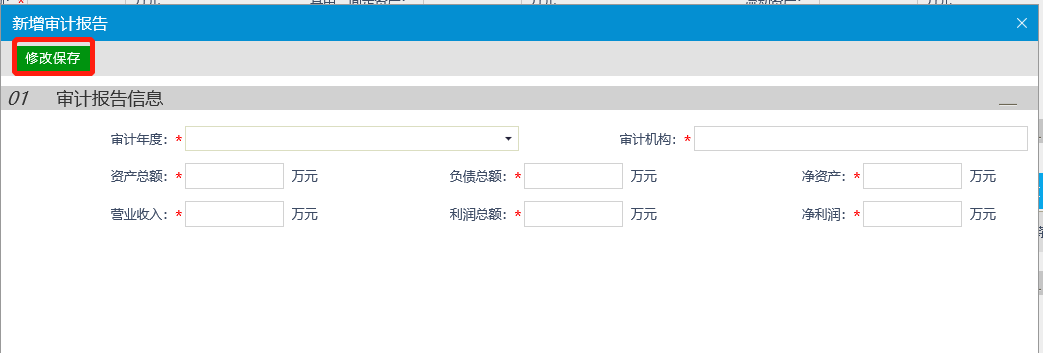 新增审计报告
修改保存
01 审计报告信息
审计年度：* 审计机构：*
资产总额：* 万元 负债总额：* 万元 净资产：* 万元
营业收入：* 万元 利润总额：* 万元 净利润：* 万元